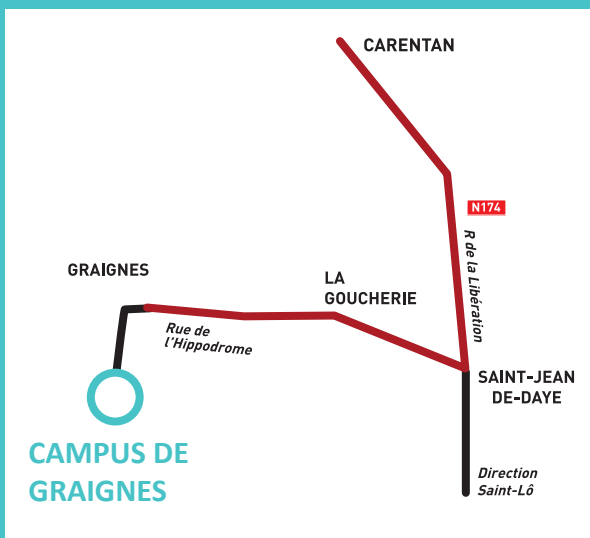 CARENTAN
N174
R de la Libération
GRAIGNES
LA
GOUCHERIE
Rue de
l'Hippodrome
SAINT-JEAN
DE-DAYE
CAMPUS DE
GRAIGNES
Direction
Saint-Lô